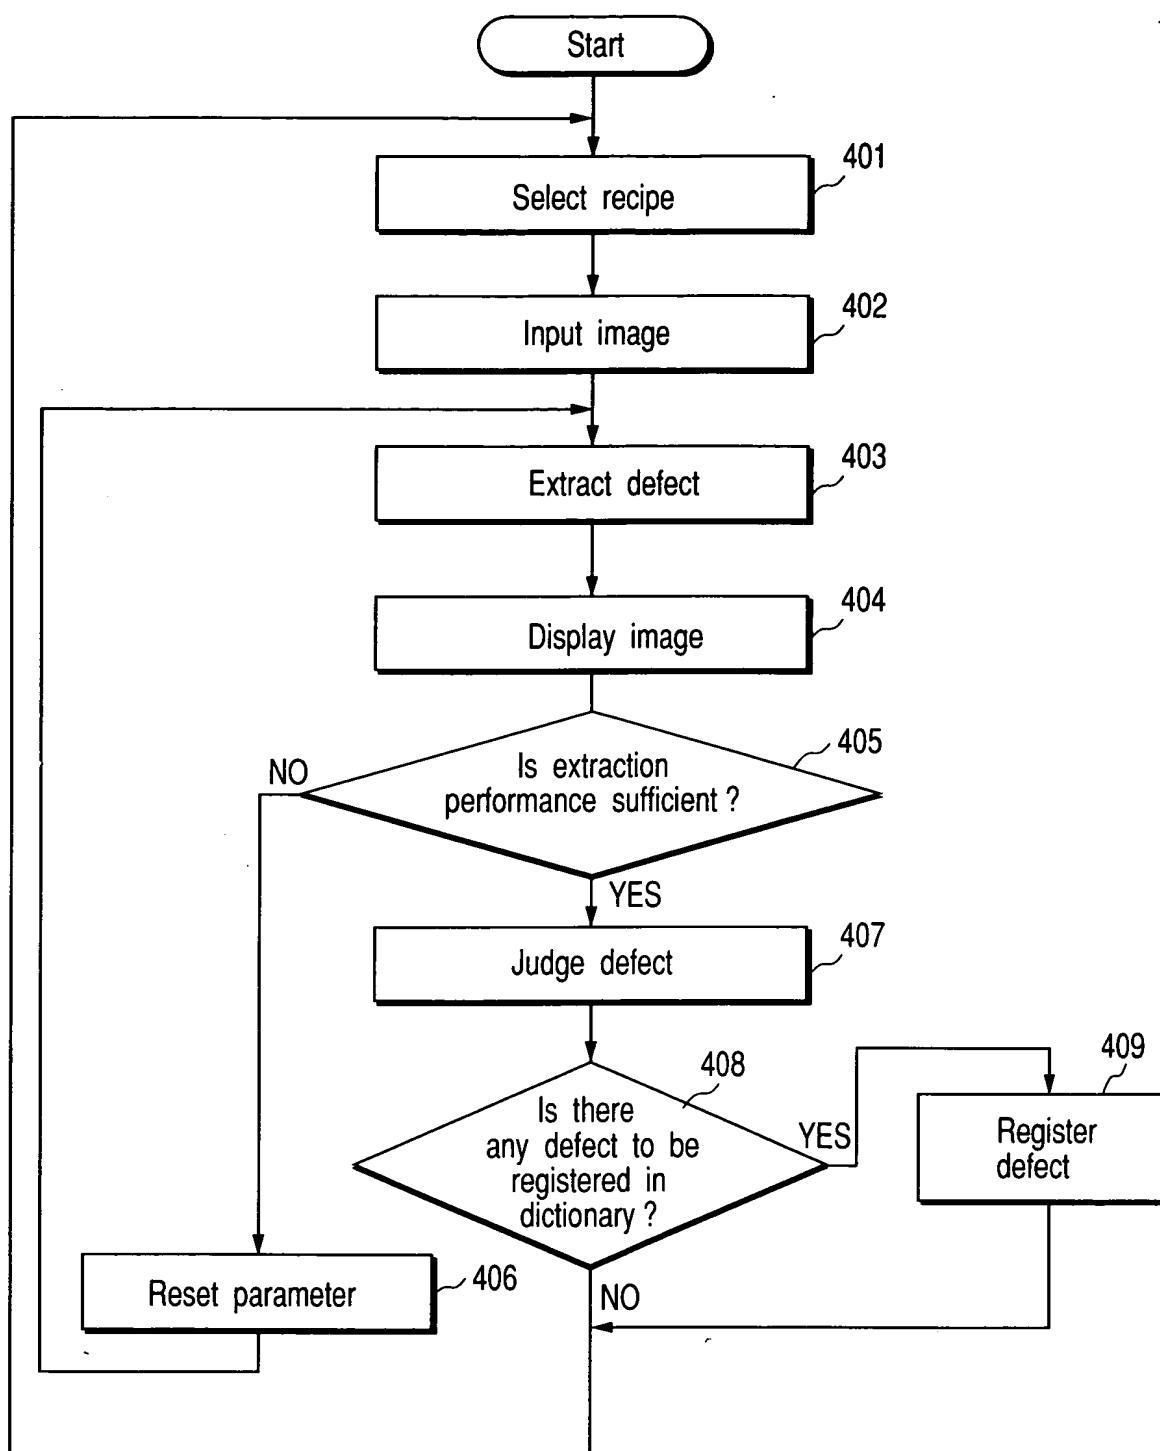 Start
401
Select recipe
402
Input image
403
Extract defect
404
Display image
405
NO
Is extraction
performance sufficient ?
YES
407
Judge defect
408
409
Is there
any defect to be
registered in
dictionary ?
YES
Register
defect
Reset parameter
406
NO